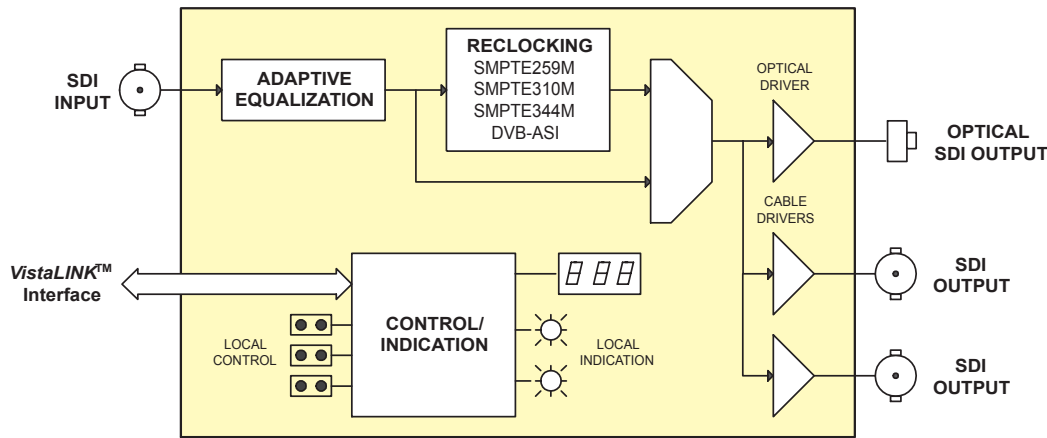 SDI
INPUT
ADAPTIVE
EQUALIZATION
RECLOCKING
SMPTE259M
SMPTE310M
SMPTE344M
DVB-ASI
OPTICAL
DRIVER
OPTICAL
SDI OUTPUT
CABLE
DRIVERS
SDI
OUTPUT
SDI
OUTPUT
VistaLINK™
Interface
LOCAL
CONTROL
CONTROL/
INDICATION
888
LOCAL
INDICATION